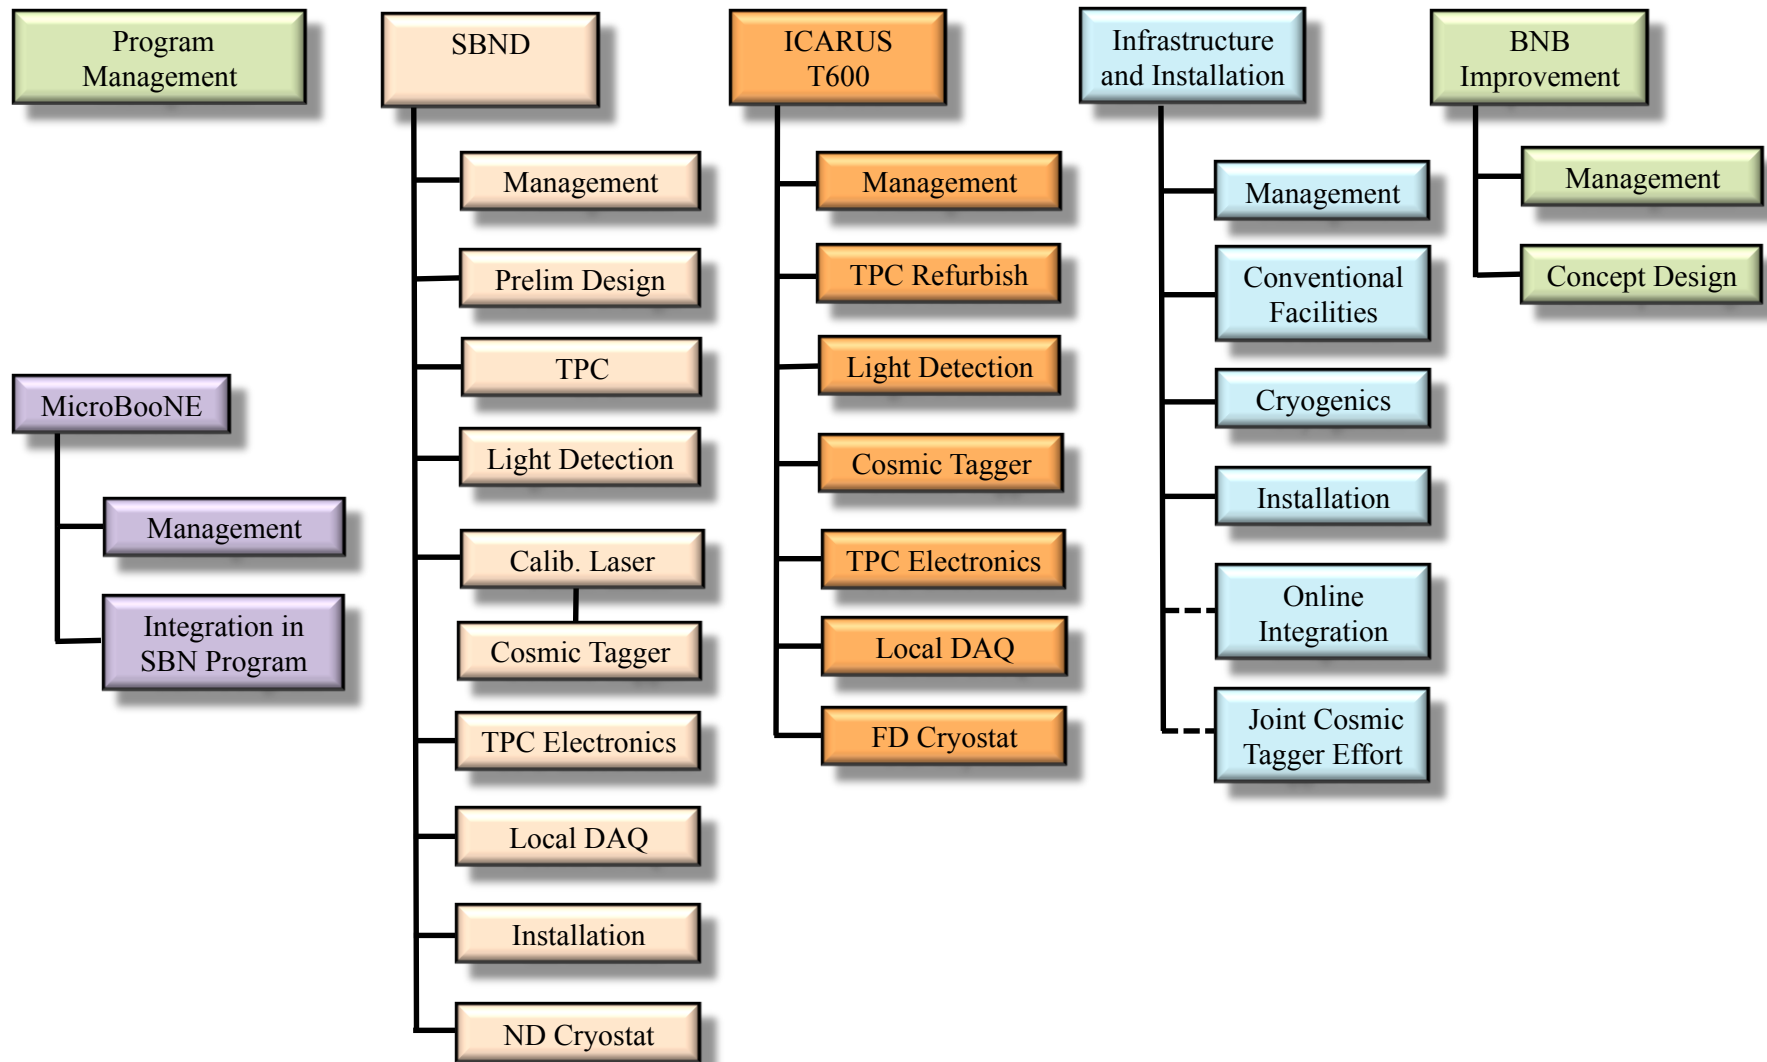 Program
Management
MicroBooNE
Management
Integration in
SBN Program
SBND
Management
Prelim Design
TPC
Light Detection
Calib. Laser
Cosmic Tagger
TPC Electronics
Local DAQ
Installation
ND Cryostat
ICARUS
T600
Management
TPC Refurbish
Light Detection
Cosmic Tagger
TPC Electronics
Local DAQ
FD Cryostat
Infrastructure
and Installation
Management
Conventional
Facilities
Cryogenics
Installation
Online
Integration
Joint Cosmic
Tagger Effort
BNB
Improvement
Management
Concept Design